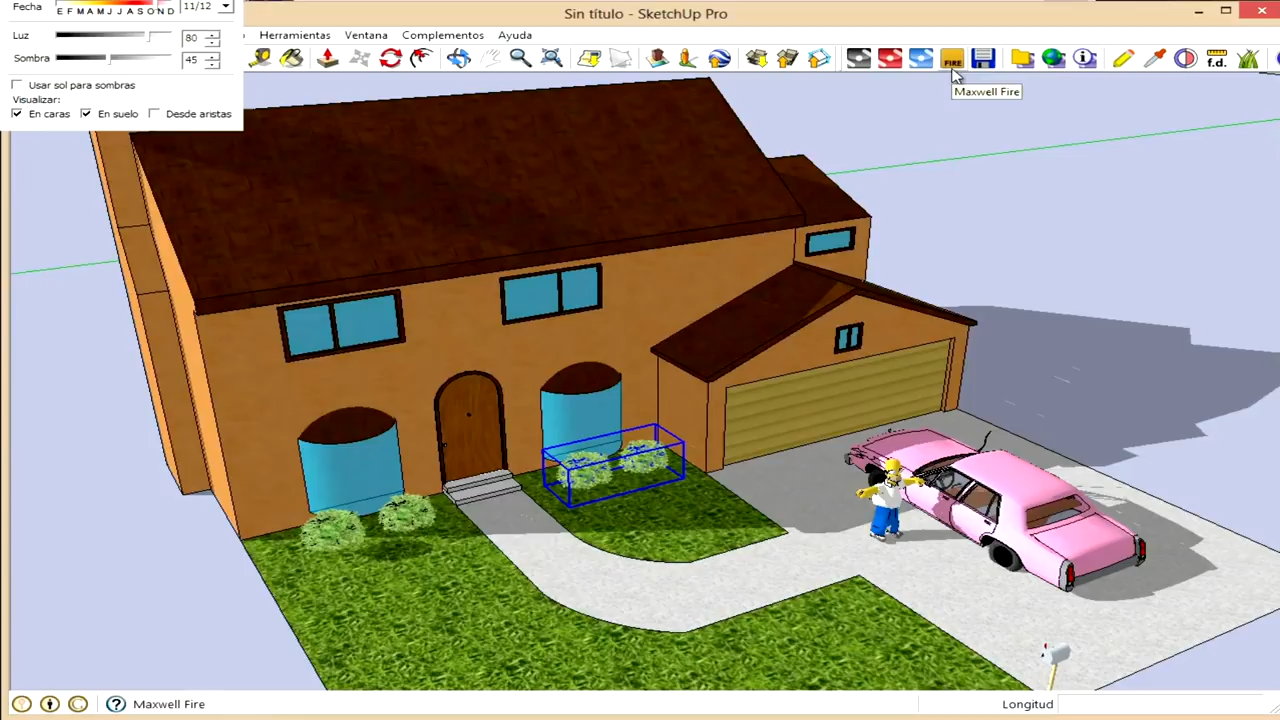 Sin título - SketchUp Pro
Fecha 11/12
E F M A M J J A S O N D
Herramientas Ventana Complementos Ayuda
Luz 80
Sombra 45
FIRE
f.d.
Usar sol para sombras
Visualizar:
En caras En suelo Desde aristas
Maxwell Fire
Maxwell Fire
Longitud